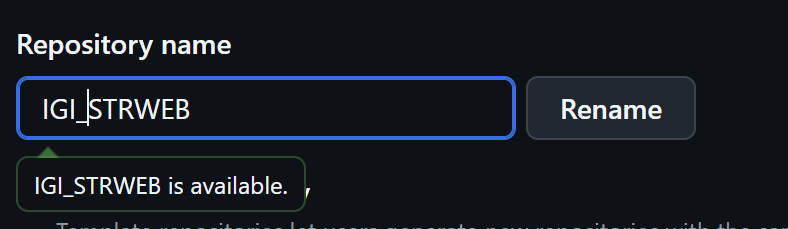 Repository name
IGI_STRWEB
Rename
IGI_STRWEB is available.